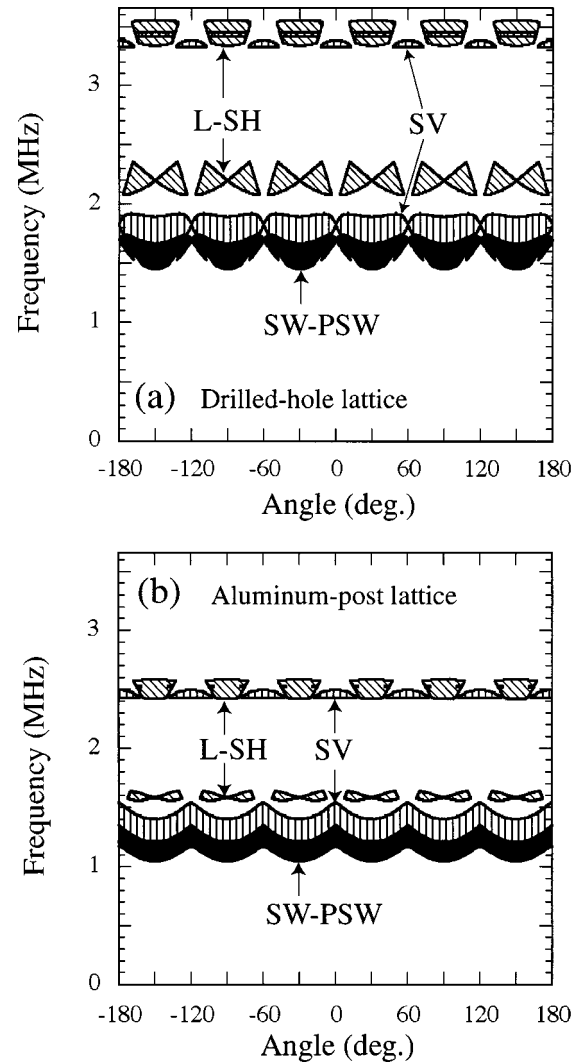 3
L-SH
SV
2
Frequency (MHz)
1
SW-PSW
(a) Drilled-hole lattice
0
-180 -120 -60 0 60 120 180
Angle (deg.)
(b) Aluminum-post lattice
3
L-SH
SV
2
Frequency (MHz)
1
SW-PSW
0
-180 -120 -60 0 60 120 180
Angle (deg.)